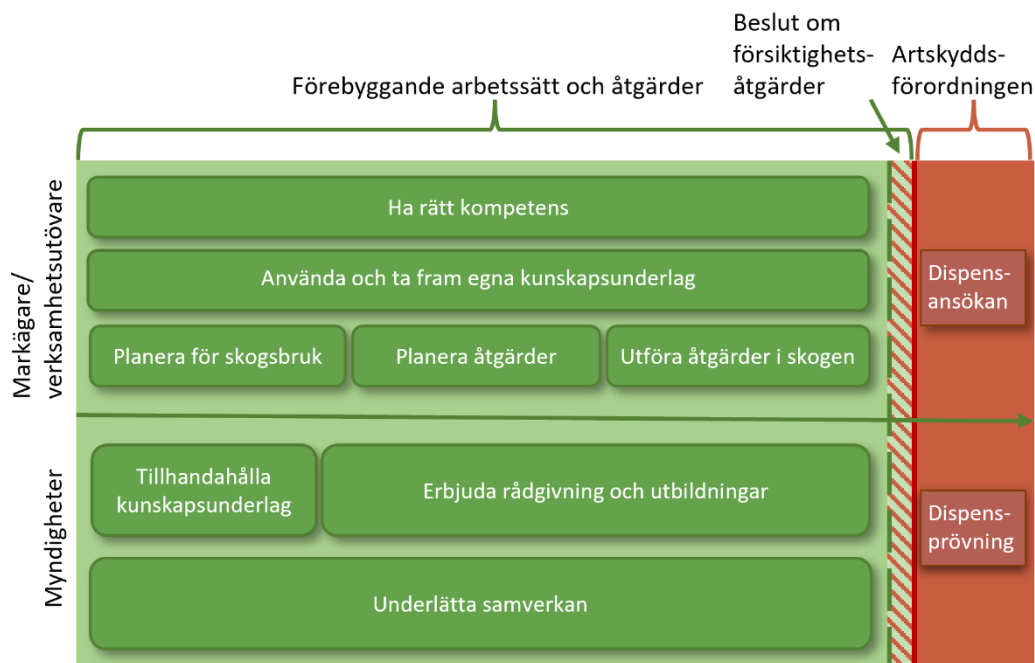 Förebyggande arbetssätt och åtgärder
Beslut om
försiktighets-
åtgärder
Artskydds-
förordningen
Markägare/
verksamhetsutövare
Ha rätt kompetens
Använda och ta fram egna kunskapsunderlag
Planera för skogsbruk
Planera åtgärder
Utföra åtgärder i skogen
Dispens-
ansökan
Myndigheter
Tillhandahålla
kunskapsunderlag
Erbjuda rådgivning och utbildningar
Underlätta samverkan
Dispens-
prövning